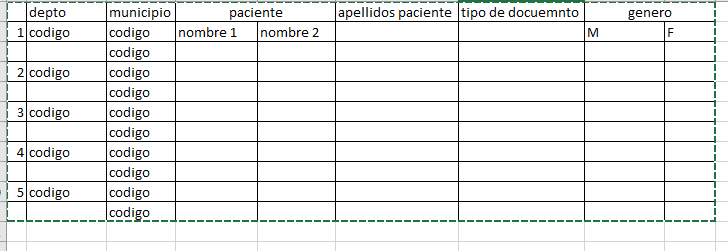 depto municipio paciente apellidos paciente tipo de docuemnto genero
1 codigo codigo nombre 1 nombre 2 M F
codigo
2 codigo codigo
codigo
3 codigo codigo
codigo
4 codigo codigo
codigo
5 codigo codigo
codigo